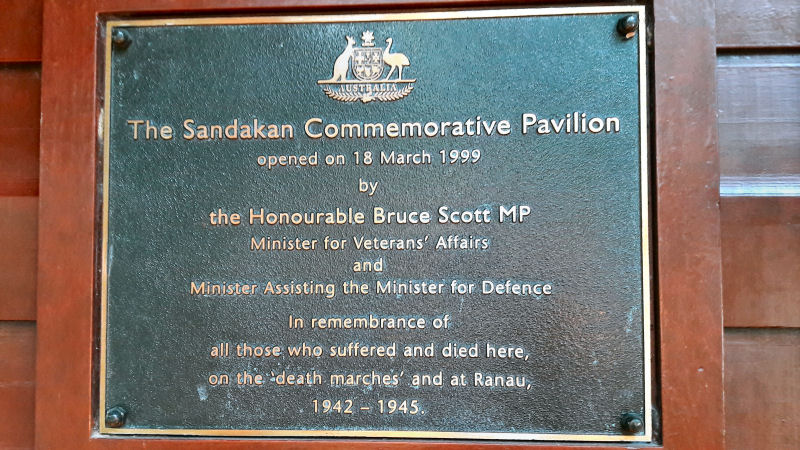 AUSTRALIA
The Sandakan Commemorative Pavilion
opened on 18 March 1999
by
the Honourable Bruce Scott MP
Minister for Veterans' Affairs
and
Minister Assisting the Minister for Defence
In remembrance of
all those who suffered and died here,
on the 'death marches' and at Ranau,
1942 – 1945.